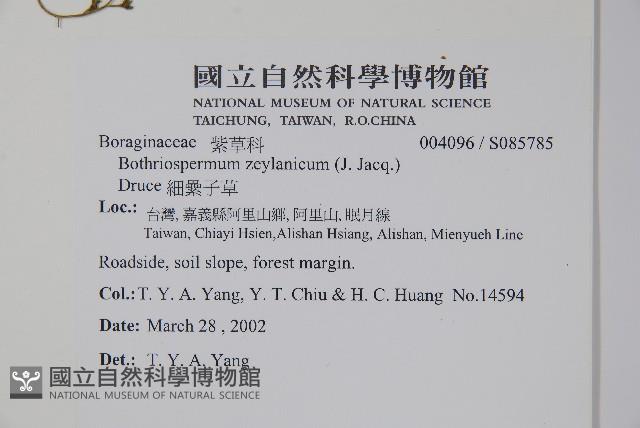 國立自然科學博物館
NATIONAL MUSEUM OF NATURAL SCIENCE
TAICHUNG, TAIWAN, R.O.CHINA
Boraginaceae 紫草科 004096 / S085785
Bothriospermum zeylanicum (J. Jacq.)
Druce 細纍子草
Loc.: 台灣, 嘉義縣阿里山鄉, 阿里山, 眠月線
Taiwan, Chiayi Hsien,Alishan Hsiang, Alishan, Mienyueh Line
Roadside, soil slope, forest margin.
Col.: T. Y. A. Yang, Y. T. Chiu & H. C. Huang No.14594
Date: March 28 , 2002
Det.: T. Y. A. Yang
國立自然科學博物館
NATIONAL MUSEUM OF NATURAL SCIENCE